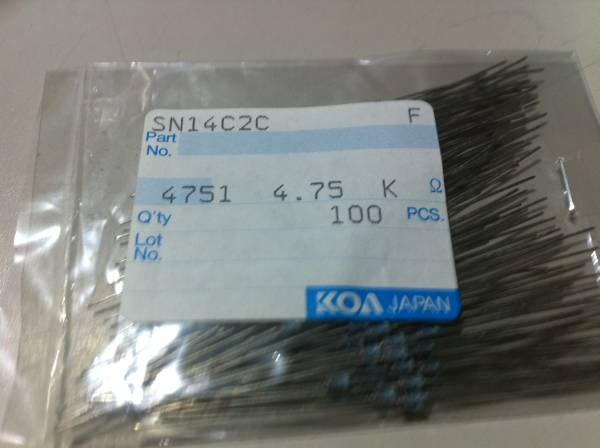 SN14C2C F
Part
No.
4751 4.75 K Ω
Q'ty 100 PCS.
Lot
No.
KOA JAPAN